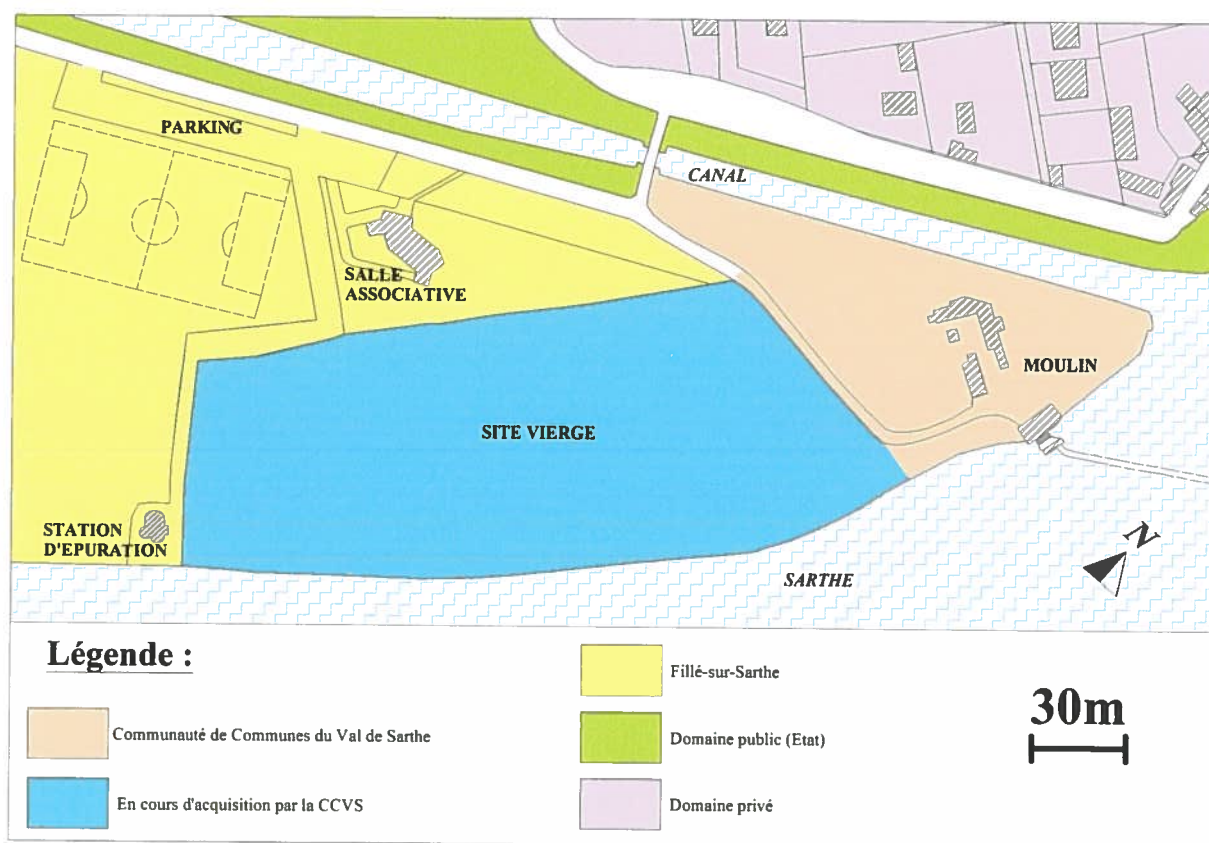 PARKING
CANAL
SALLE
ASSOCIATIVE
MOULIN
SITE VIERGE
STATION
D'EPURATION
N
SARTHE
Légende :
Communauté de Communes du Val de Sarthe
En cours d'acquisition par la CCVS
Fillé-sur-Sarthe
Domaine public (Etat)
Domaine privé
30m